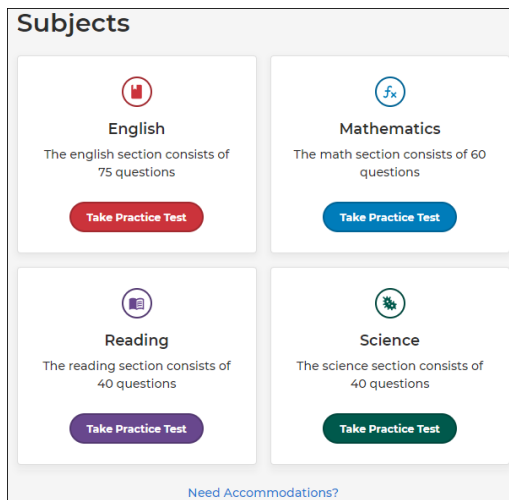 Subjects
English
The english section consists of
75 questions
Take Practice Test
Mathematics
The math section consists of 60
questions
Take Practice Test
Reading
The reading section consists of
40 questions
Take Practice Test
Science
The science section consists of
40 questions
Take Practice Test
Need Accommodations?